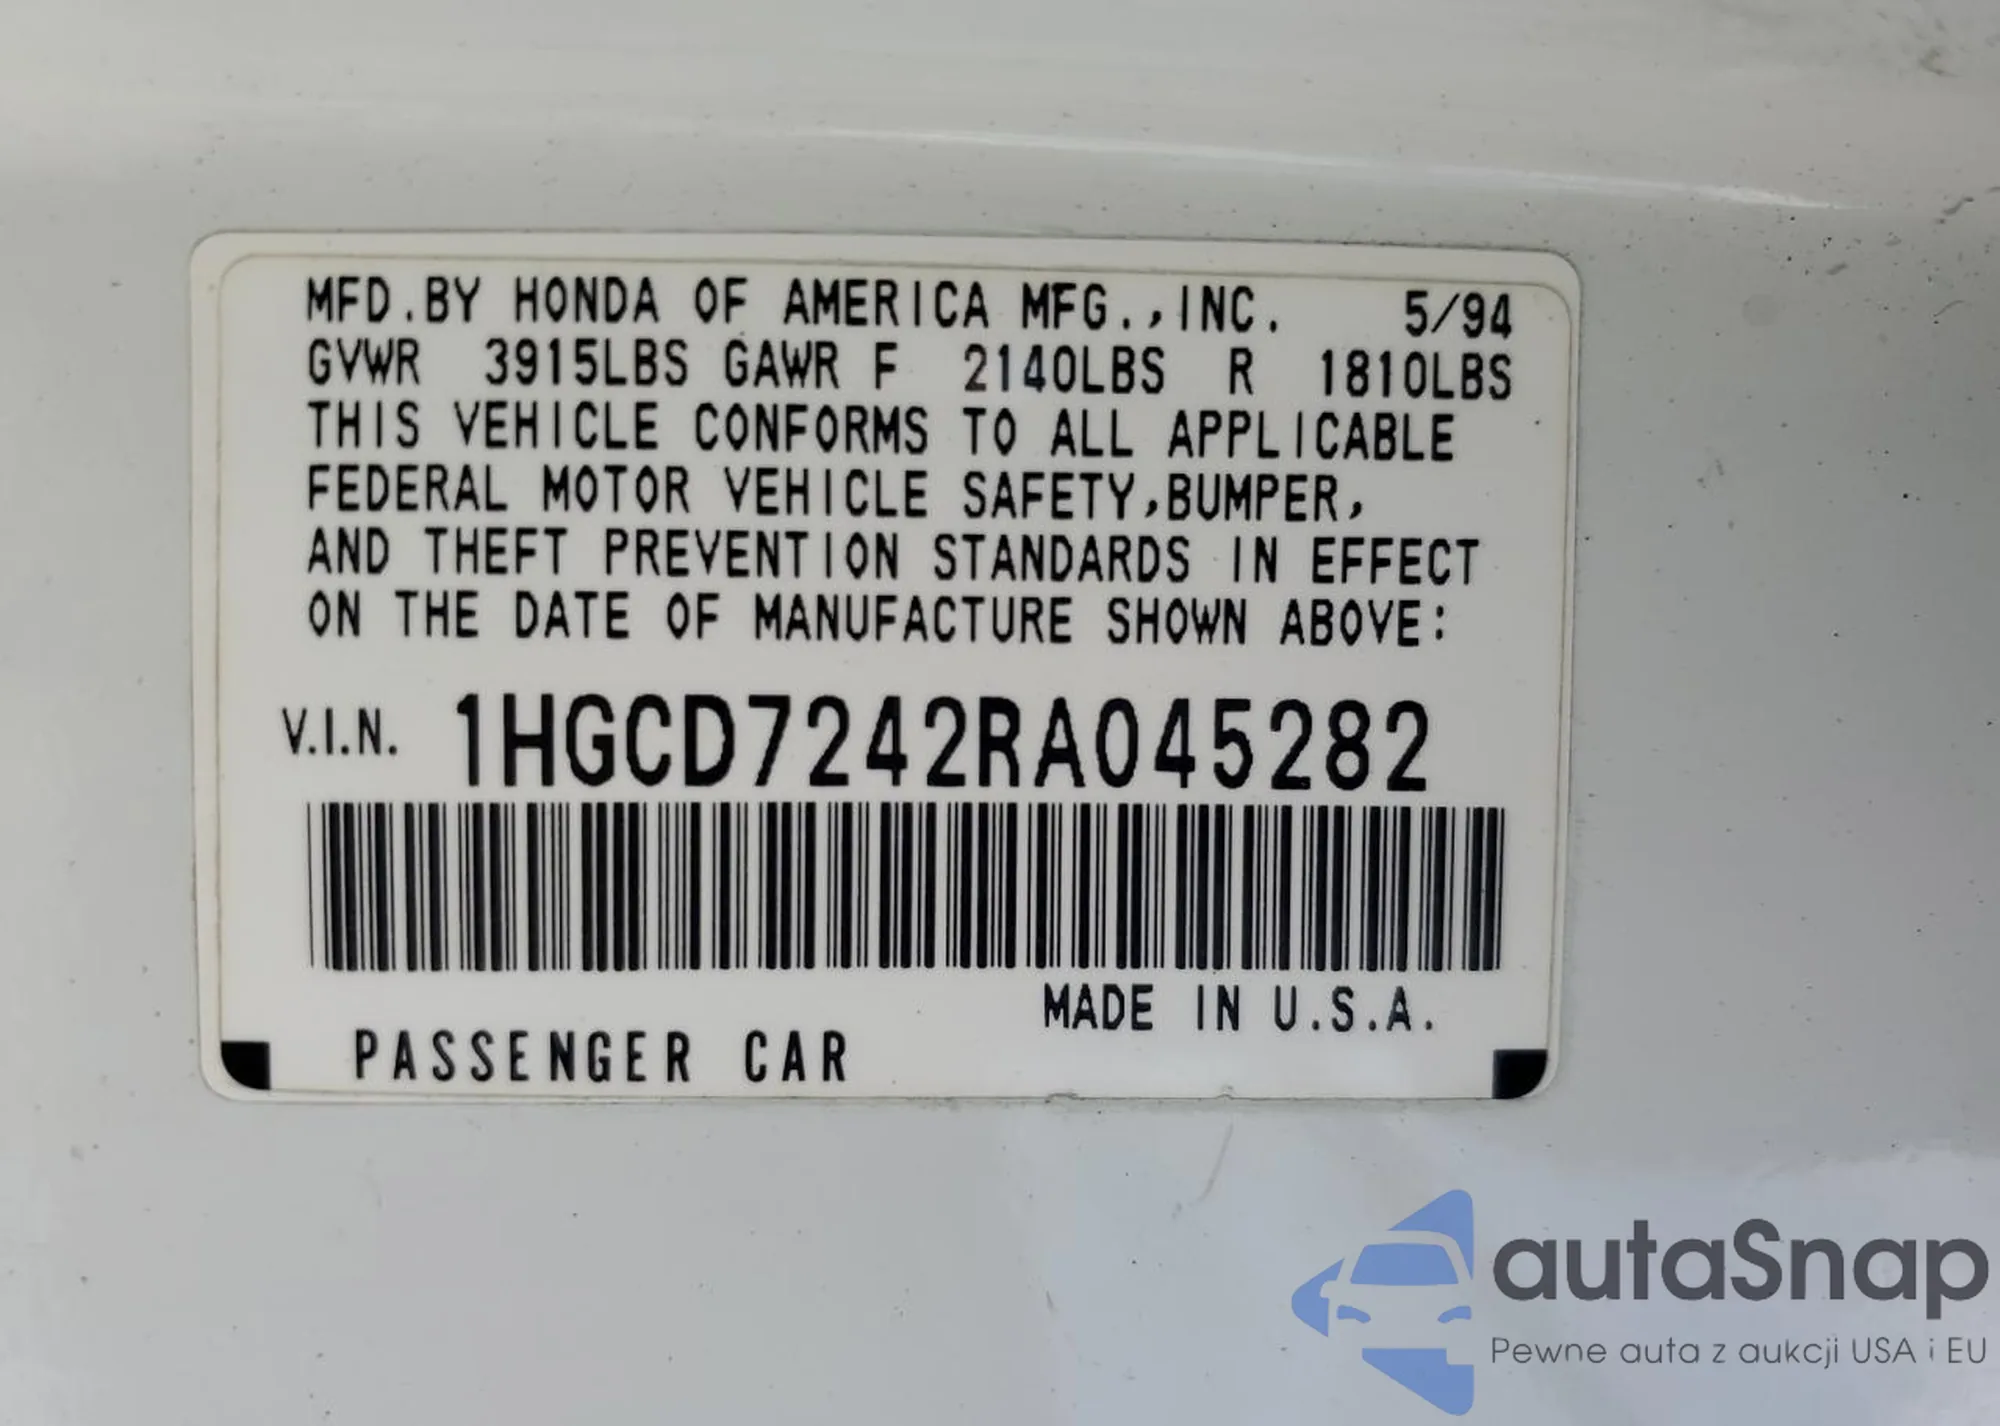 MFD.BY HONDA OF AMERICA MFG.,INC. 5/94
GVWR 3915LBS GAWR F 2140LBS R 1810LBS
THIS VEHICLE CONFORMS TO ALL APPLICABLE
FEDERAL MOTOR VEHICLE SAFETY,BUMPER,
AND THEFT PREVENTION STANDARDS IN EFFECT
ON THE DATE OF MANUFACTURE SHOWN ABOVE:
V.I.N. 1HGCD7242RA045282
MADE IN U.S.A.
PASSENGER CAR
autaSnap
Pewne auta z aukcji USA i EU